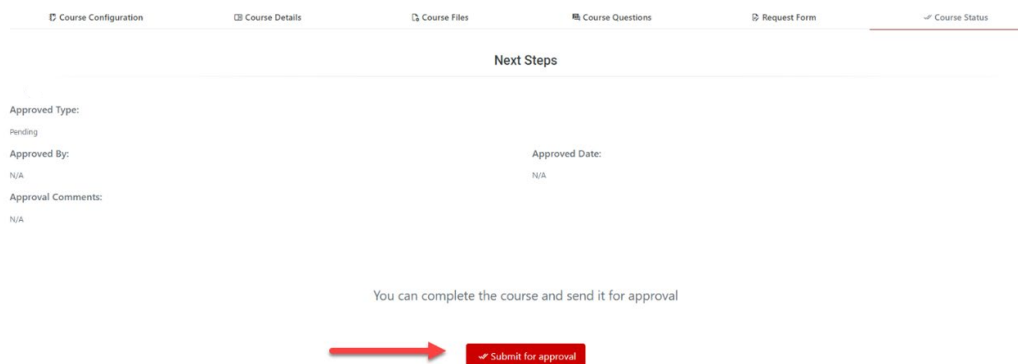 Course Configuration Course Details Course Files Course Questions Request Form Course Status
Next Steps
Approved Type:
Pending
Approved By: Approved Date:
N/A N/A
Approval Comments:
N/A
You can complete the course and send it for approval
Submit for approval